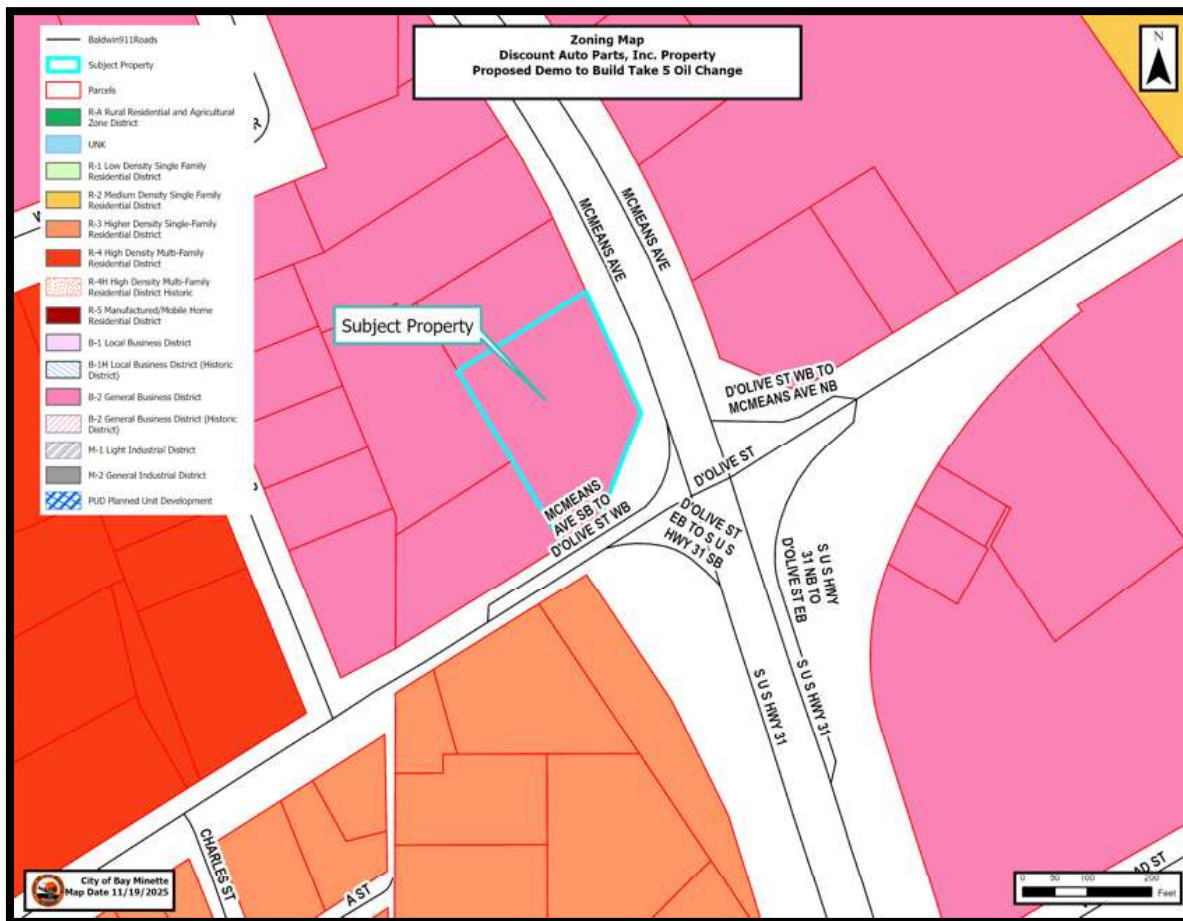 Zoning Map
Discount Auto Parts, Inc. Property
Proposed Demo to Build Take 5 Oil Change
N
Baldwin911Roads
Subject Property
Parcels
R-A Rural Residential and Agricultural
Zone District
UNK
R-1 Low Density Single Family
Residential District
R-2 Medium Density Single Family
Residential District
R-3 Higher Density Single-Family
Residential District
R-4 High Density Multi-Family
Residential District
R-4H High Density Multi-Family
Residential District Historic
R-5 Manufactured/Mobile Home
Residential District
B-1 Local Business District
B-1H Local Business District (Historic
District)
B-2 General Business District
B-2 General Business District (Historic
District)
M-1 Light Industrial District
M-2 General Industrial District
PUD Planned Unit Development
MCMEANS AVE
MCMEANS AVE
Subject Property
D'OLIVE ST WB TO
MCMEANS AVE NB
D'OLIVE ST
MCMEANS
AVE SB TO
D'OLIVE ST WB
D'OLIVE ST
EB TO S U S
HWY 31 SB
S U S HWY
31 NB TO
D'OLIVE ST EB
S U S HWY 31
S U S HWY 31
CHARLES ST
A ST
AD ST
City of Bay Minette
Map Date 11/19/2025
0 50 100 200
Feet